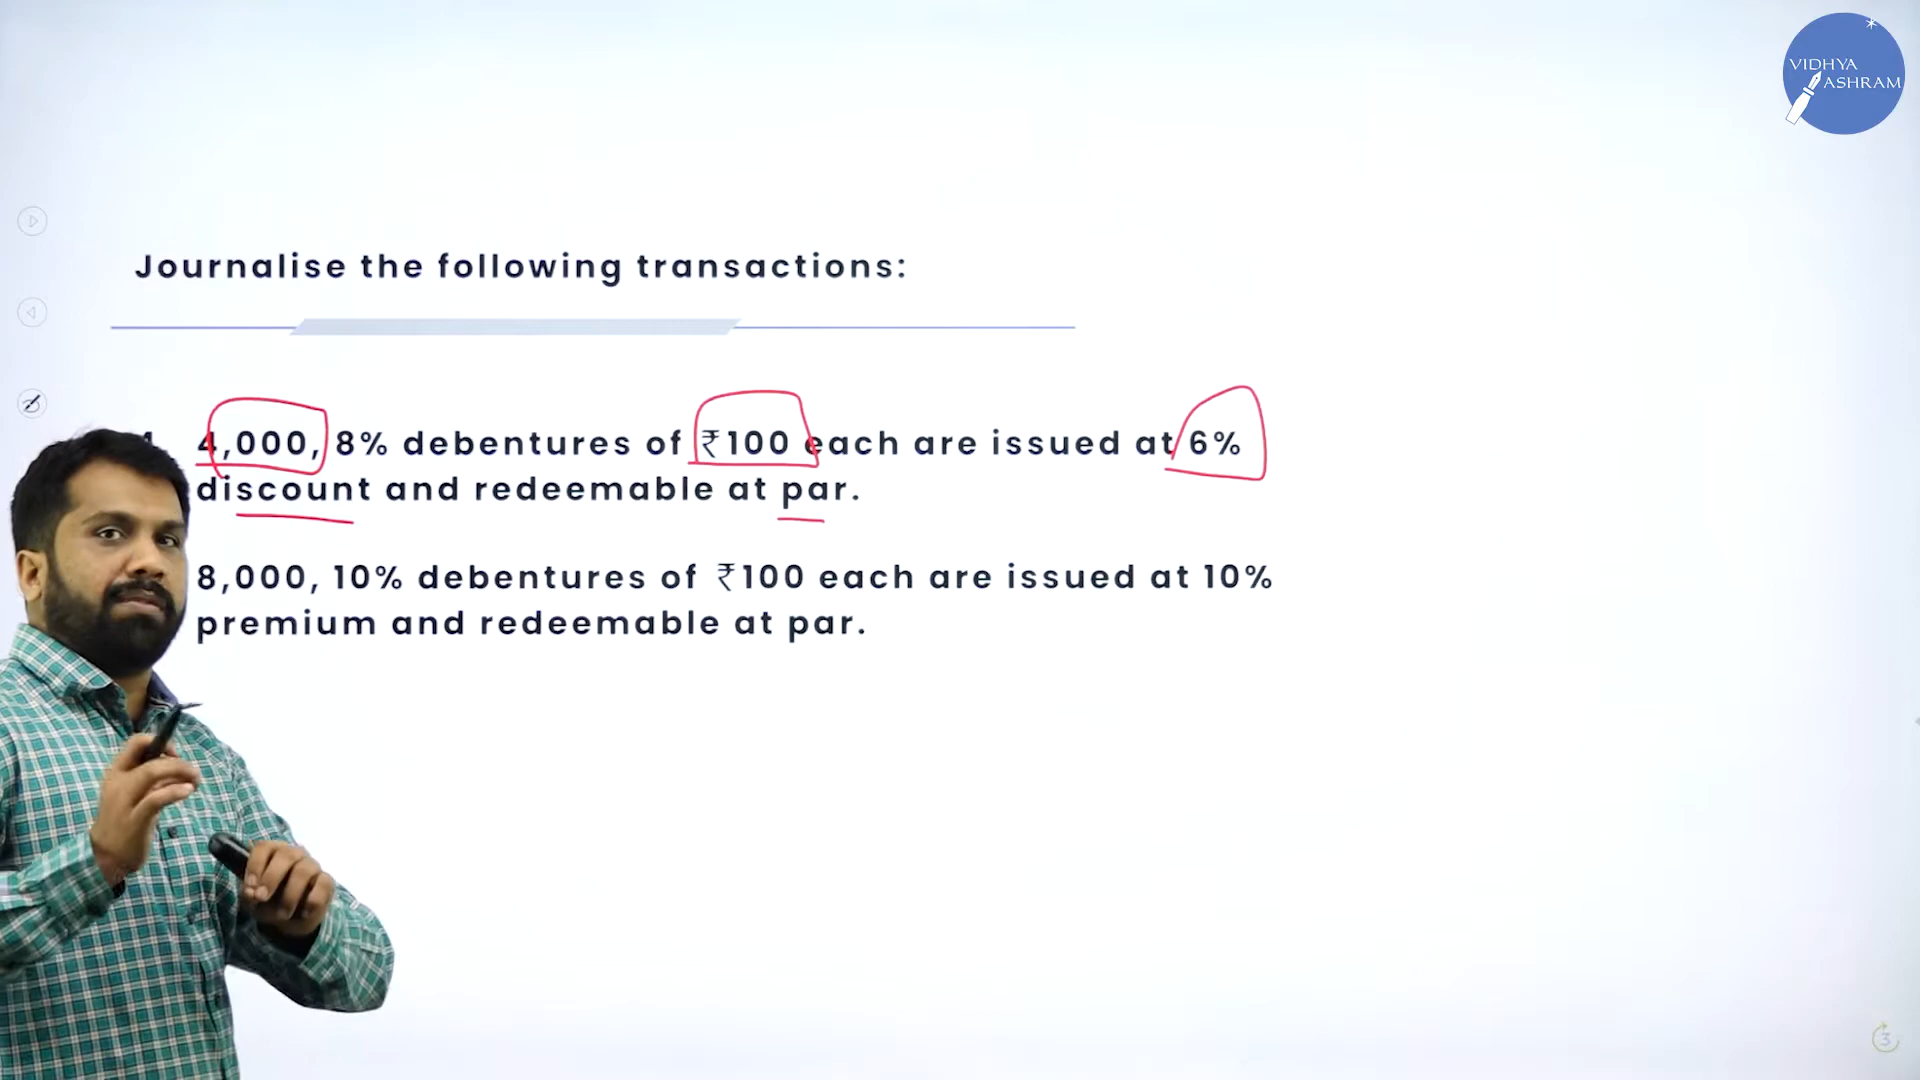 VIDHYA
ASHRAM
Journalise the following transactions:
4,000, 8% debentures of ₹100 each are issued at 6%
discount and redeemable at par.
8,000, 10% debentures of ₹100 each are issued at 10%
premium and redeemable at par.
3